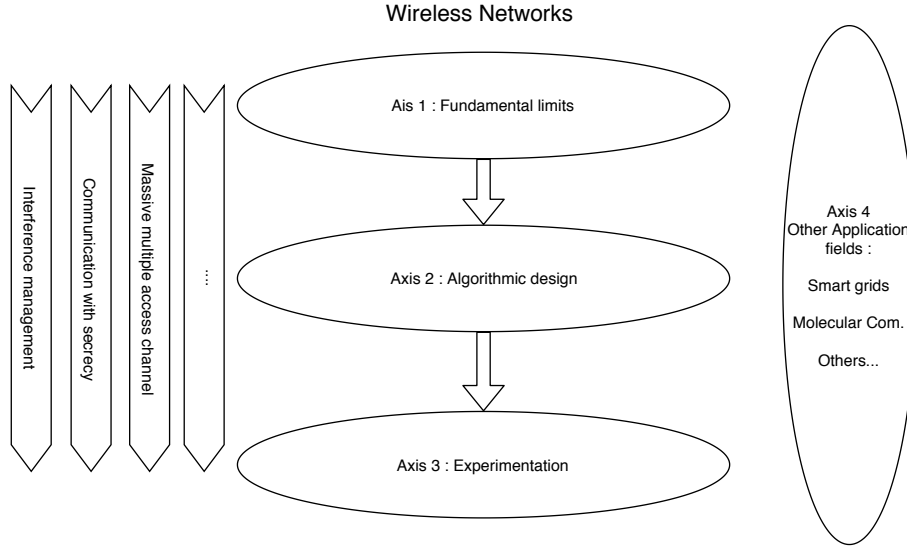 Wireless Networks
Ais 1 : Fundamental limits
Interference management
Communication with secrecy
Massive multiple access channel
.....
Axis 2 : Algorithmic design
Axis 3 : Experimentation
Axis 4
Other Application
fields :
Smart grids
Molecular Com.
Others...